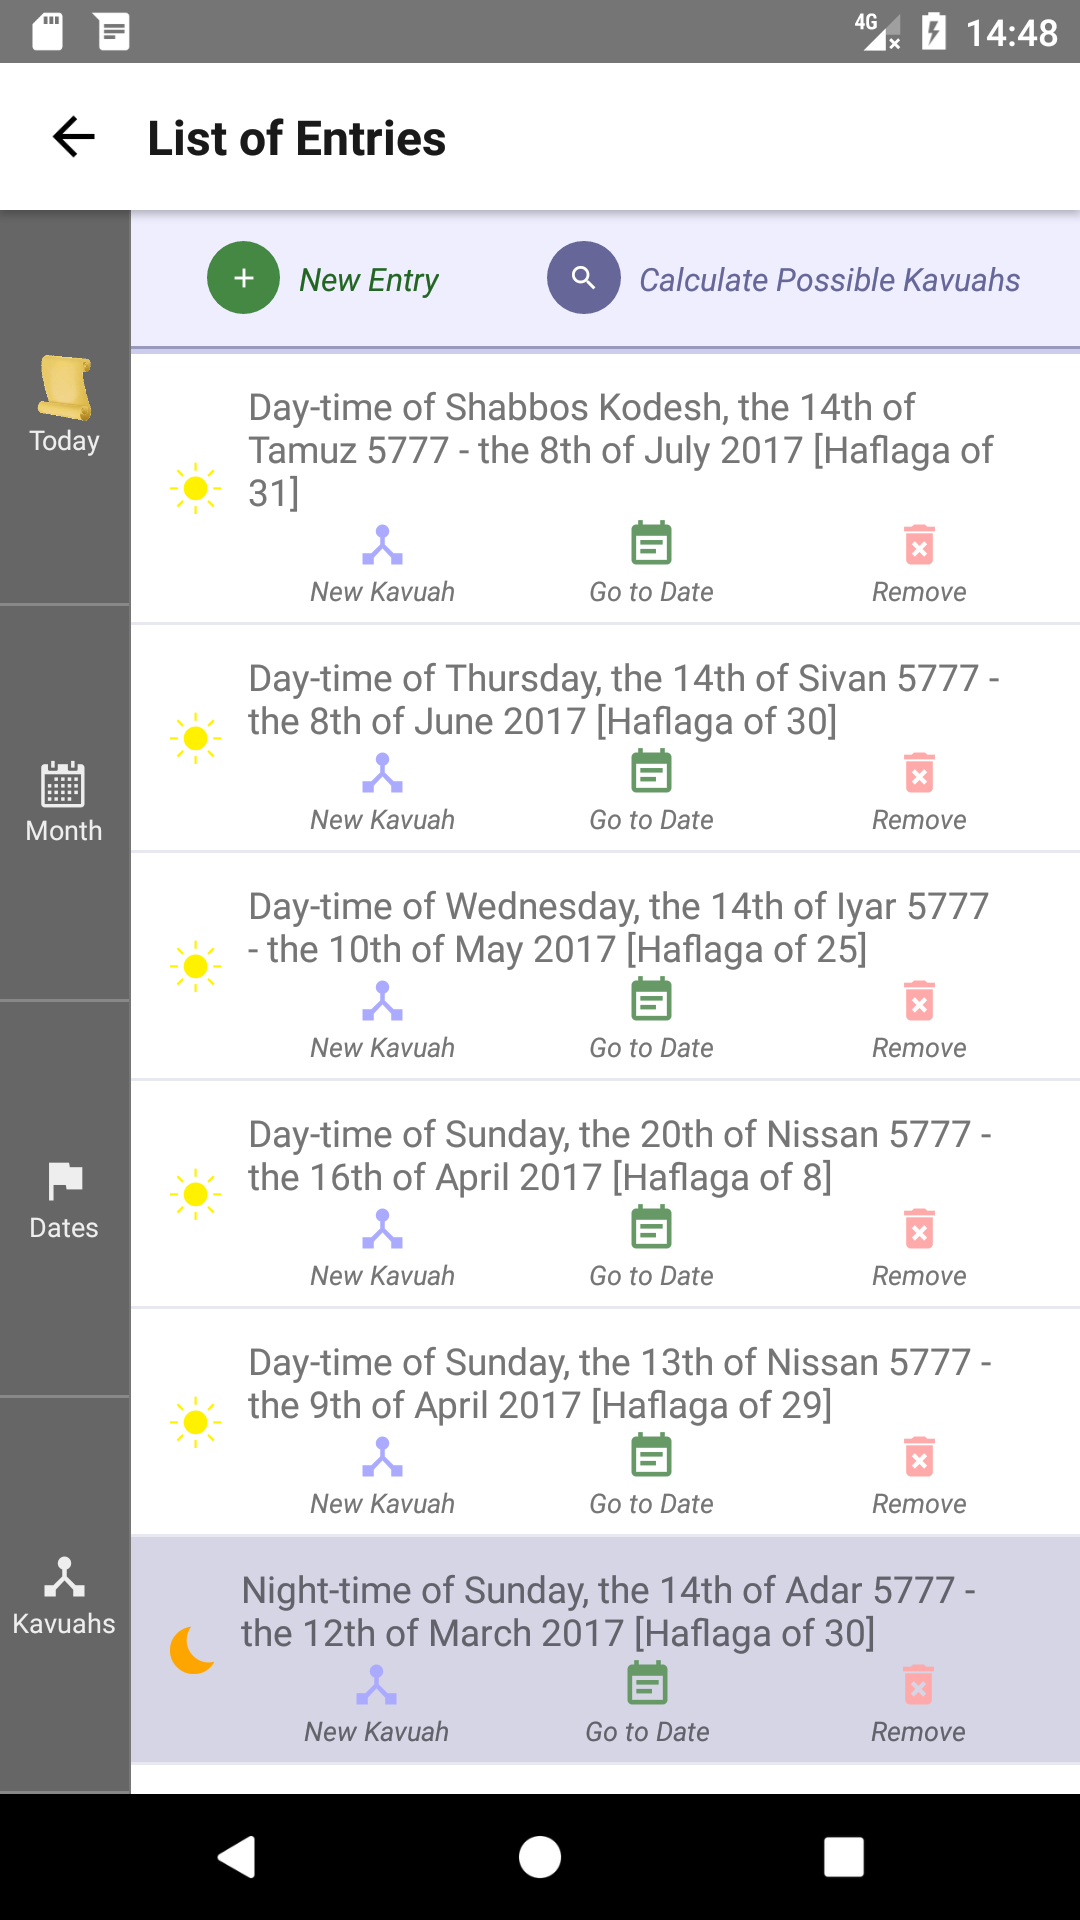 4G 14:48
List of Entries
New Entry
Calculate Possible Kavuahs
Today
Month
Dates
Kavuahs
Day-time of Shabbos Kodesh, the 14th of
Tamuz 5777 - the 8th of July 2017 [Haflaga of
31]
New Kavuah Go to Date Remove
Day-time of Thursday, the 14th of Sivan 5777 -
the 8th of June 2017 [Haflaga of 30]
New Kavuah Go to Date Remove
Day-time of Wednesday, the 14th of Iyar 5777
- the 10th of May 2017 [Haflaga of 25]
New Kavuah Go to Date Remove
Day-time of Sunday, the 20th of Nissan 5777 -
the 16th of April 2017 [Haflaga of 8]
New Kavuah Go to Date Remove
Day-time of Sunday, the 13th of Nissan 5777 -
the 9th of April 2017 [Haflaga of 29]
New Kavuah Go to Date Remove
Night-time of Sunday, the 14th of Adar 5777 -
the 12th of March 2017 [Haflaga of 30]
New Kavuah Go to Date Remove